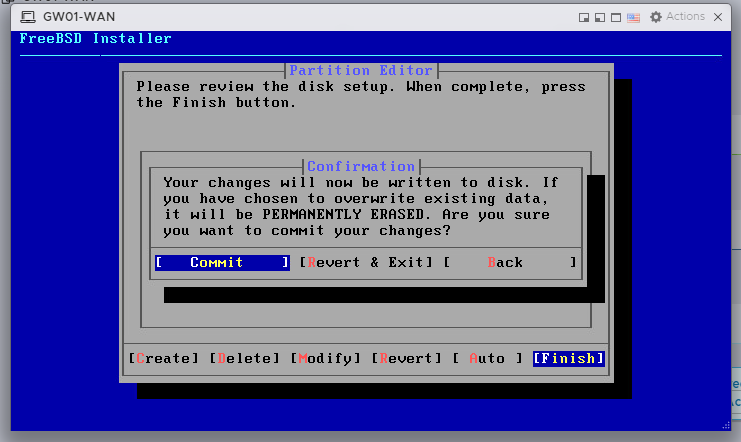 GW01-WAN
Actions
FreeBSD Installer
Partition Editor
Please review the disk setup. When complete, press
the Finish button.
Confirmation
Your changes will now be written to disk. If
you have chosen to overwrite existing data,
it will be PERMANENTLY ERASED. Are you sure
you want to commit your changes?
[ Commit ] [Revert & Exit] [ Back ]
[Create] [Delete] [Modify] [Revert] [ Auto ] [Finish]